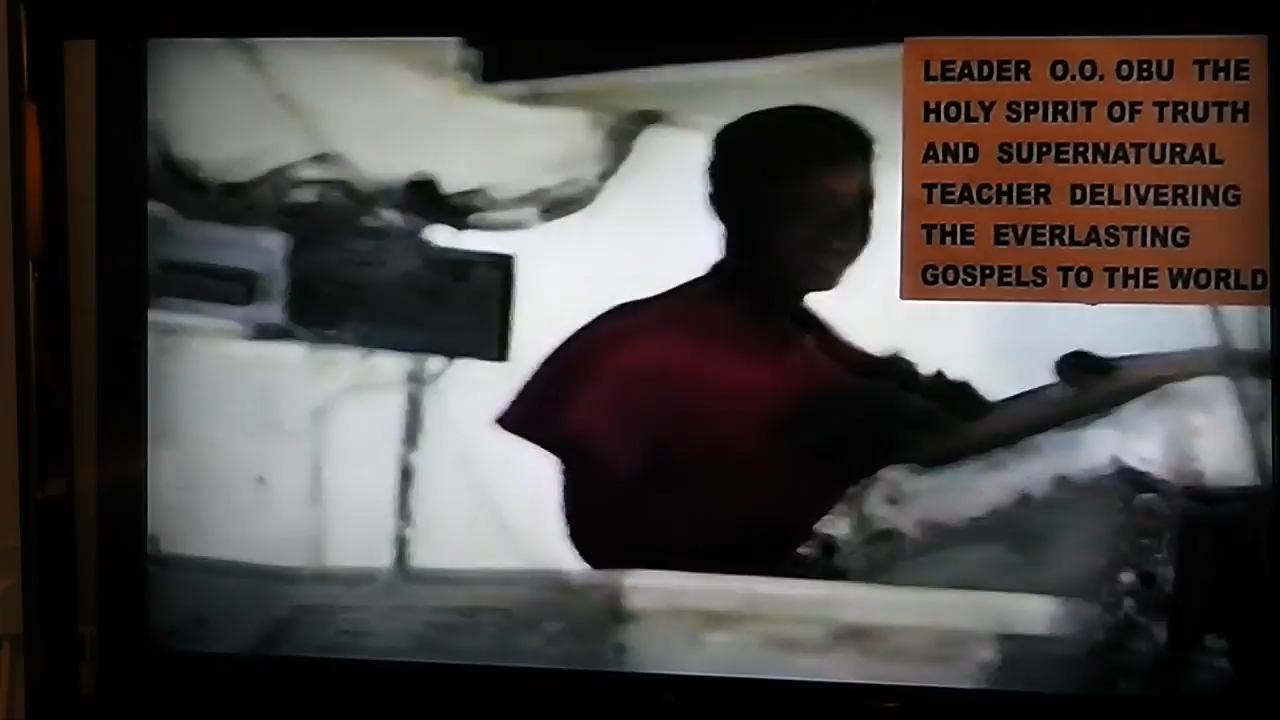 LEADER O.O. OBU THE
HOLY SPIRIT OF TRUTH
AND SUPERNATURAL
TEACHER DELIVERING
THE EVERLASTING
GOSPELS TO THE WORLD